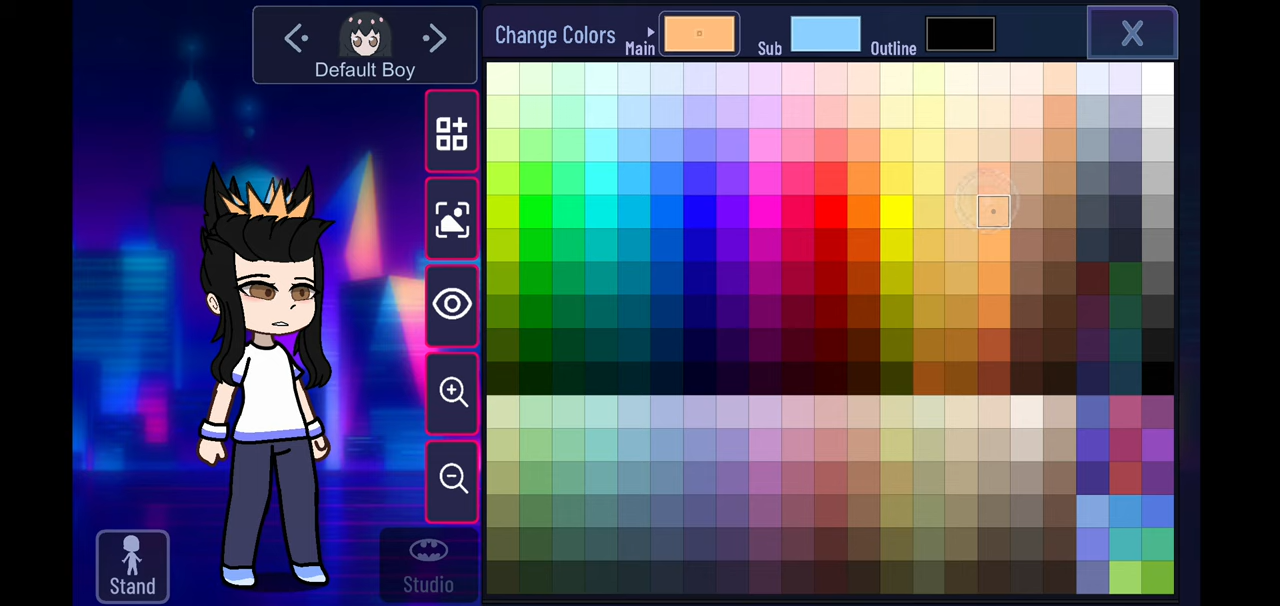 Default Boy
Change Colors
Main
Sub
Outline
X
Stand
Studio